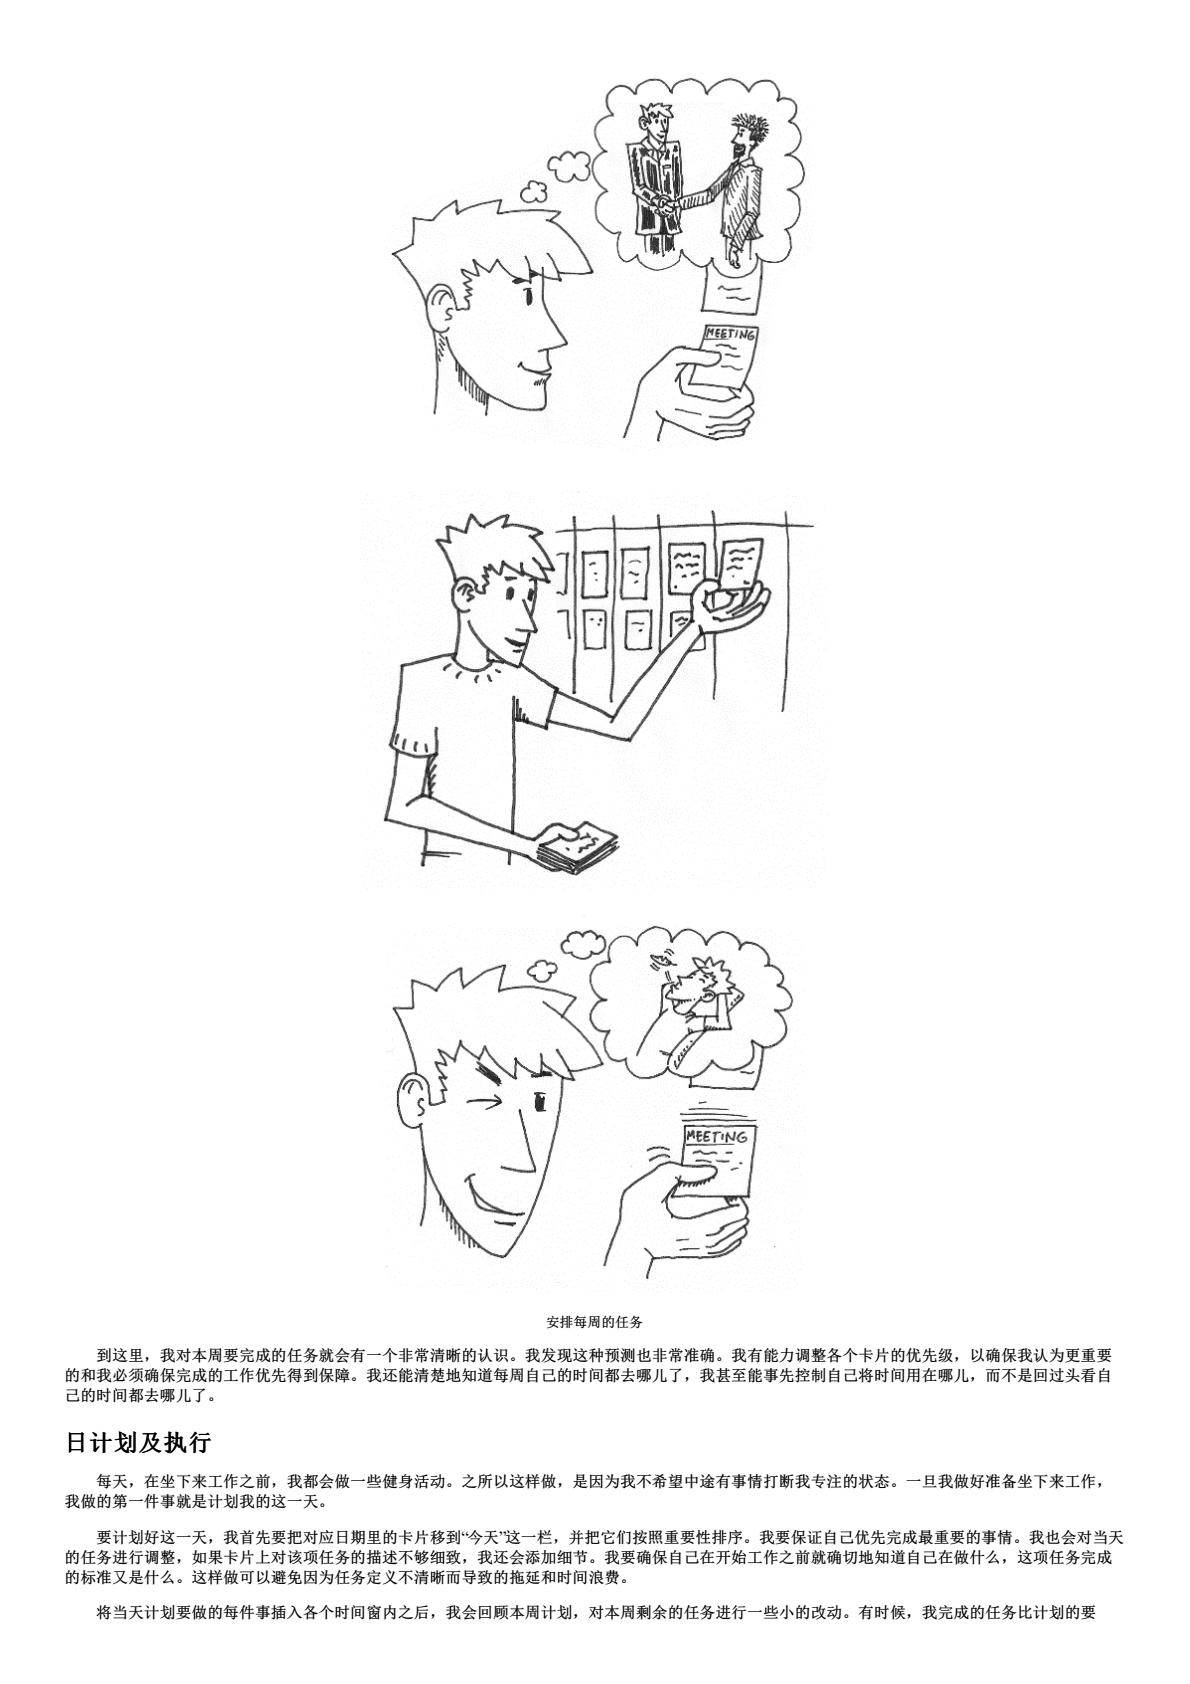 MEETING
MEETING
安排每周的任务
到这里，我对本周要完成的任务就会有一个非常清晰的认识。我发现这种预测也非常准确。我有能力调整各个卡片的优先级，以确保我认为更重要
的和我必须确保完成的工作优先得到保障。我还能清楚地知道每周自己的时间都去哪儿了，我甚至能事先控制自己将时间用在哪儿，而不是回过头看自
己的时间都去哪儿了。
日计划及执行
每天，在坐下来工作之前，我都会做一些健身活动。之所以这样做，是因为我不希望中途有事情打断我专注的状态。一旦我做好准备坐下来工作，
我做的第一件事就是计划我的这一天。
要计划好这一天，我首先要把对应日期里的卡片移到“今天”这一栏，并把它们按照重要性排序。我要保证自己优先完成最重要的事情。我也会对当天
的任务进行调整，如果卡片上对该项任务的描述不够细致，我还会添加细节。我要确保自己在开始工作之前就确切地知道自己在做什么，这项任务完成
的标准又是什么。这样做可以避免因为任务定义不清晰而导致的拖延和时间浪费。
将当天计划要做的每件事插入各个时间窗内之后，我会回顾本周计划，对本周剩余的任务进行一些小的改动。有时候，我完成的任务比计划的要